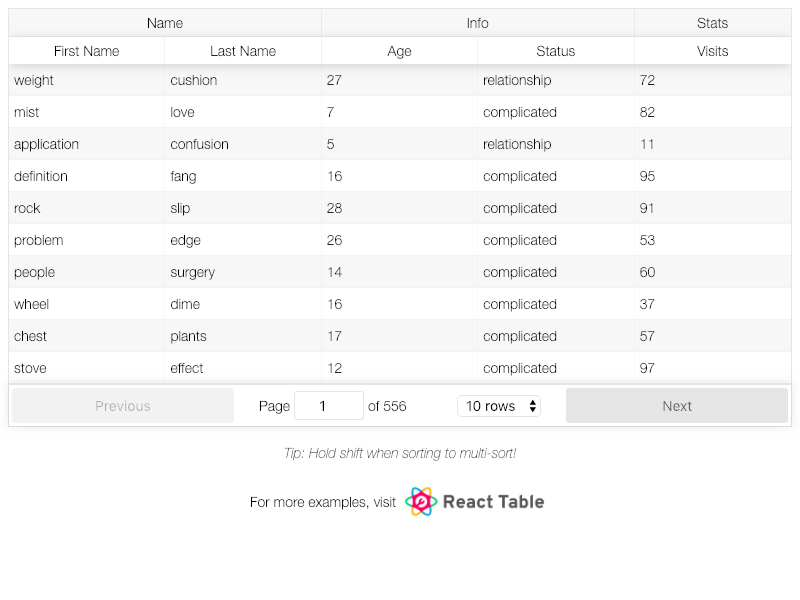 Name Info Stats
First Name Last Name Age Status Visits
weight cushion 27 relationship 72
mist love 7 complicated 82
application confusion 5 relationship 11
definition fang 16 complicated 95
rock slip 28 complicated 91
problem edge 26 complicated 53
people surgery 14 complicated 60
wheel dime 16 complicated 37
chest plants 17 complicated 57
stove effect 12 complicated 97
Previous Page 1 of 556 10 rows Next
Tip: Hold shift when sorting to multi-sort!
For more examples, visit React Table